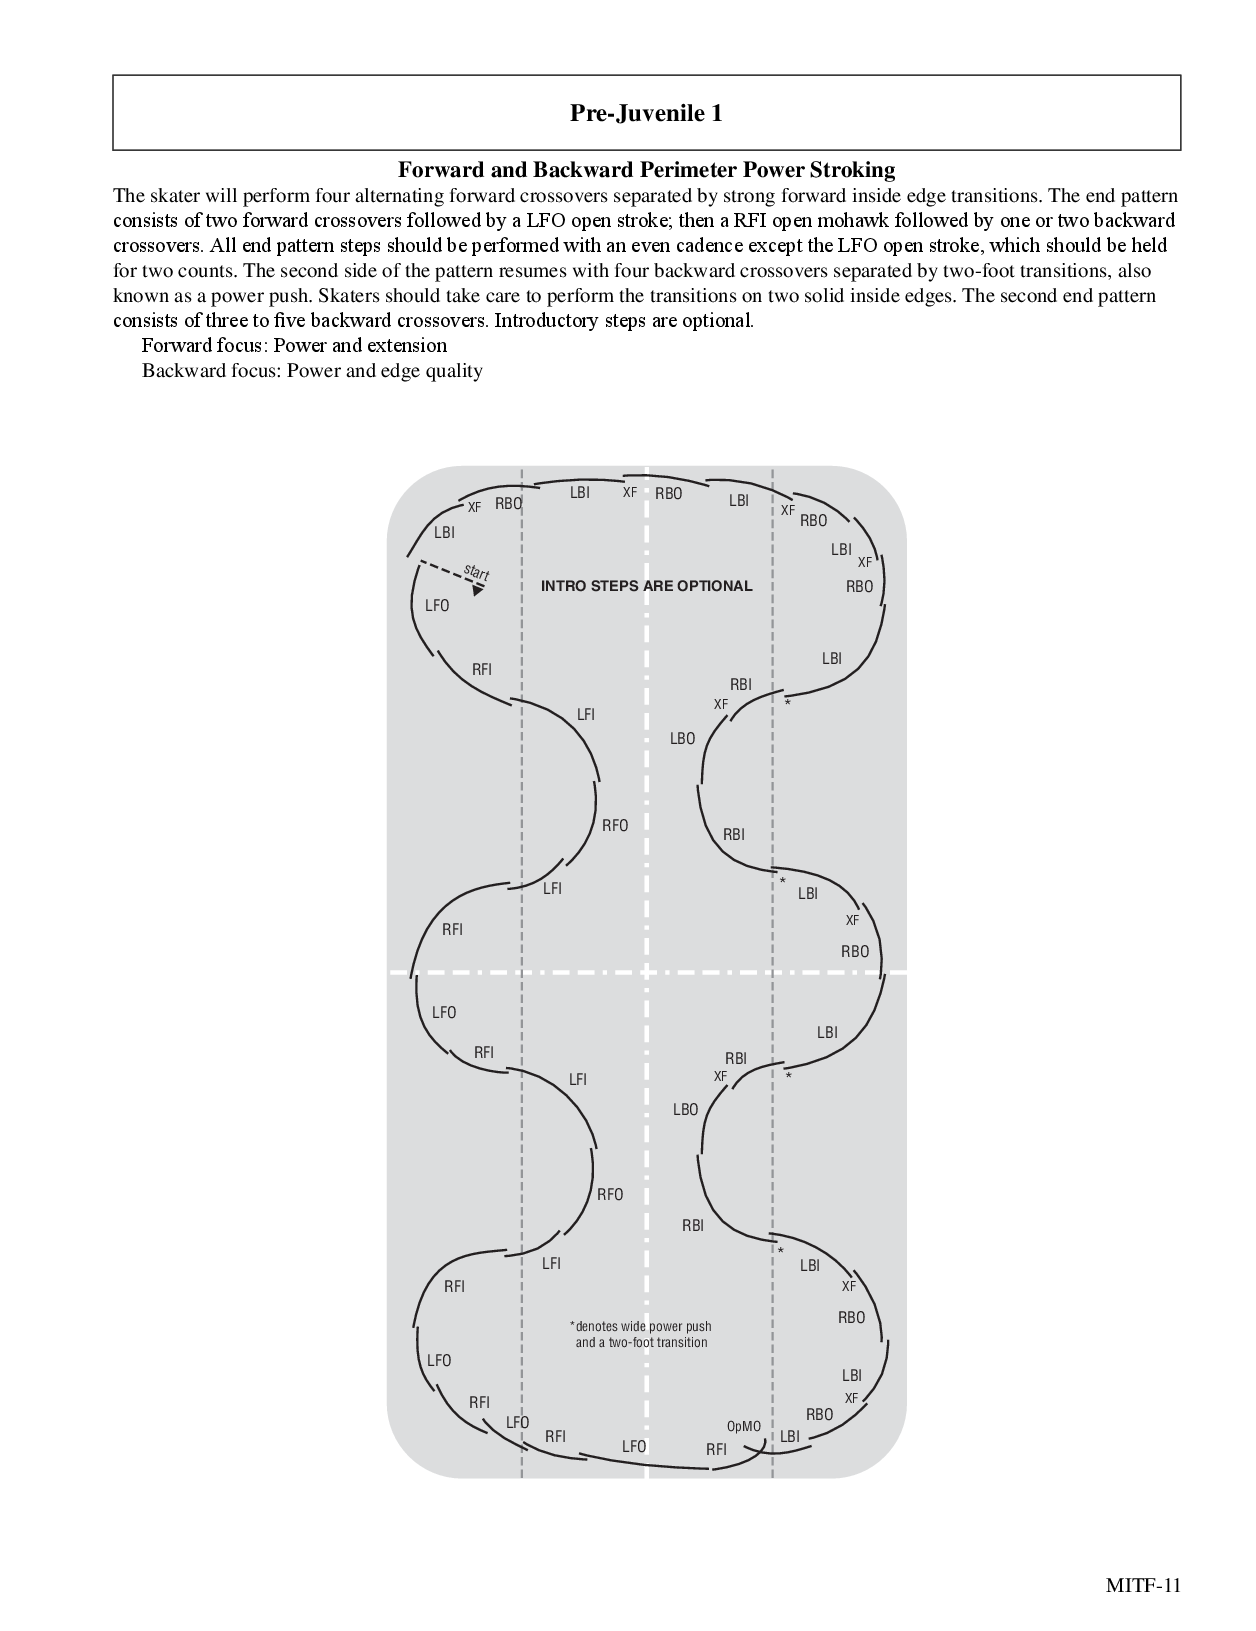 Pre-Juvenile 1
Forward and Backward Perimeter Power Stroking
The skater will perform four alternating forward crossovers separated by strong forward inside edge transitions. The end pattern
consists of two forward crossovers followed by a LFO open stroke; then a RFI open mohawk followed by one or two backward
crossovers. All end pattern steps should be performed with an even cadence except the LFO open stroke, which should be held
for two counts. The second side of the pattern resumes with four backward crossovers separated by two-foot transitions, also
known as a power push. Skaters should take care to perform the transitions on two solid inside edges. The second end pattern
consists of three to five backward crossovers. Introductory steps are optional.
Forward focus: Power and extension
Backward focus: Power and edge quality
LBI XF RBO LBI XF RBO LBI XF RBO LBI XF RBO
start
INTRO STEPS ARE OPTIONAL
LFO
RFI
LFI
RFO
LFI
RFI
LFO
RFI
LFI
RFO
LFI
RFI
LFO
RFI
LFO
RFI
LFO
RFI
OpMO
LBI
RBO
XF
LBI
RBO
XF
LBI
*
RBI
LBO
XF
RBI
*
LBI
RBO
XF
LBI
*
RBI
LBO
XF
RBI
*
LBI
*denotes wide power push
and a two-foot transition
MITF-11